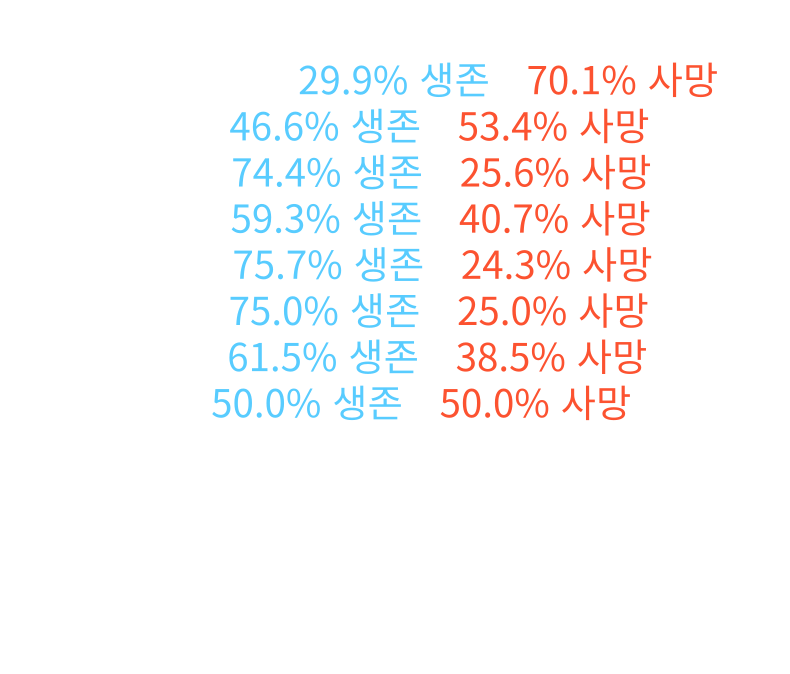 29.9% 생존 70.1% 사망
46.6% 생존 53.4% 사망
74.4% 생존 25.6% 사망
59.3% 생존 40.7% 사망
75.7% 생존 24.3% 사망
75.0% 생존 25.0% 사망
61.5% 생존 38.5% 사망
50.0% 생존 50.0% 사망